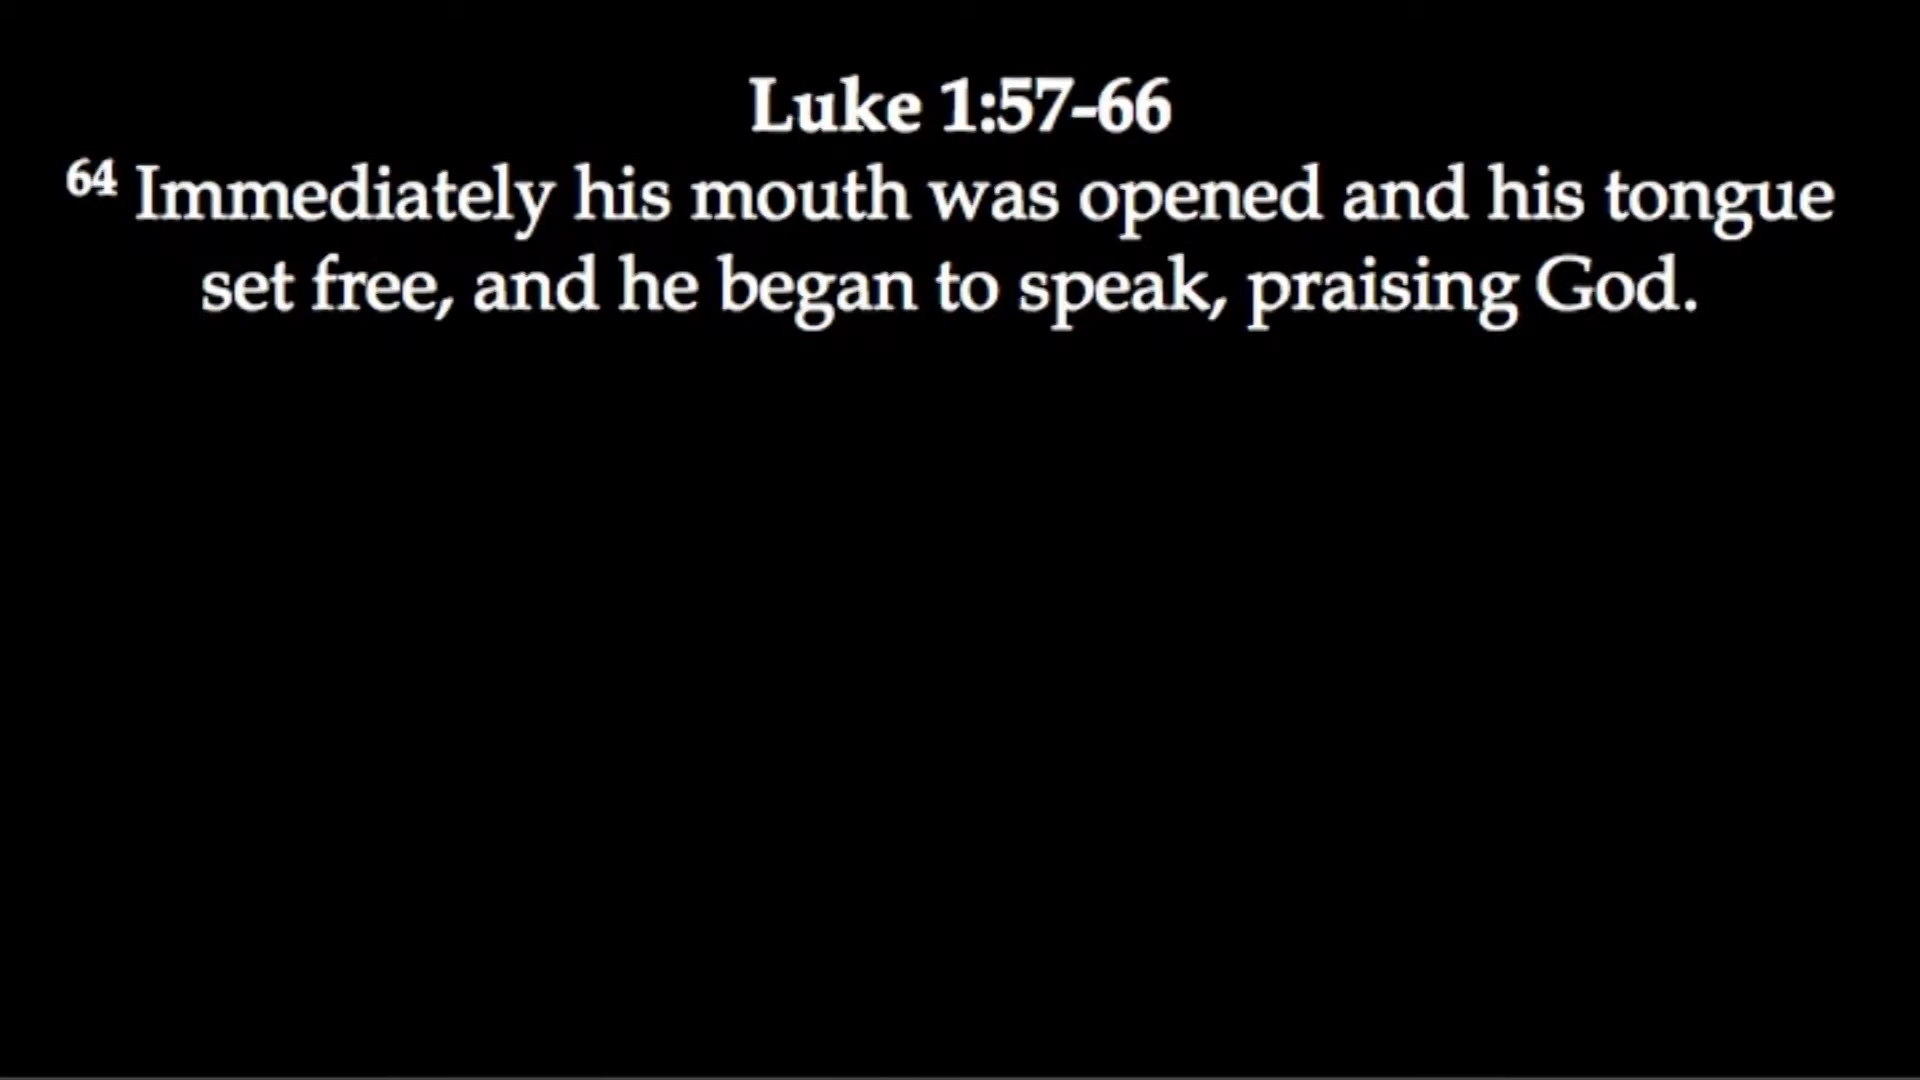 Luke 1:57-66
64 Immediately his mouth was opened and his tongue
set free, and he began to speak, praising God.